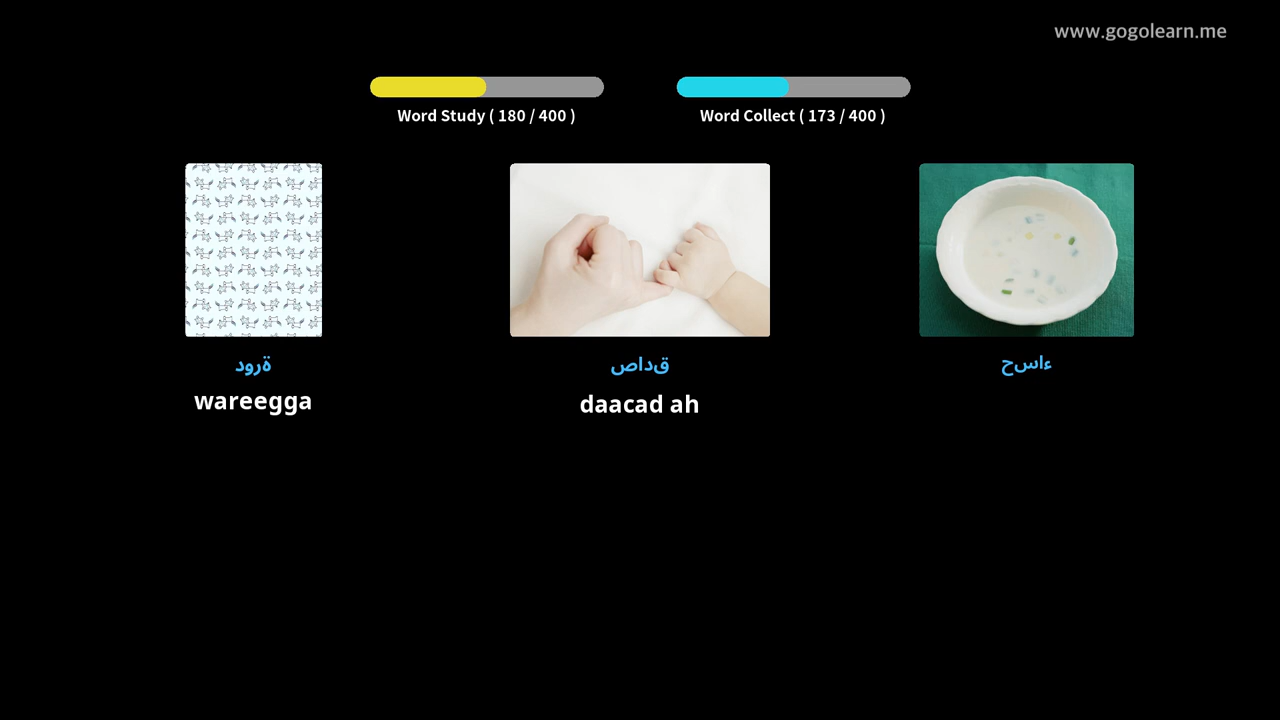 www.gogolearn.me
Word Study ( 180 / 400 )
Word Collect ( 173 / 400 )
ةرود
قداص
ءاسح
wareegga
daacad ah